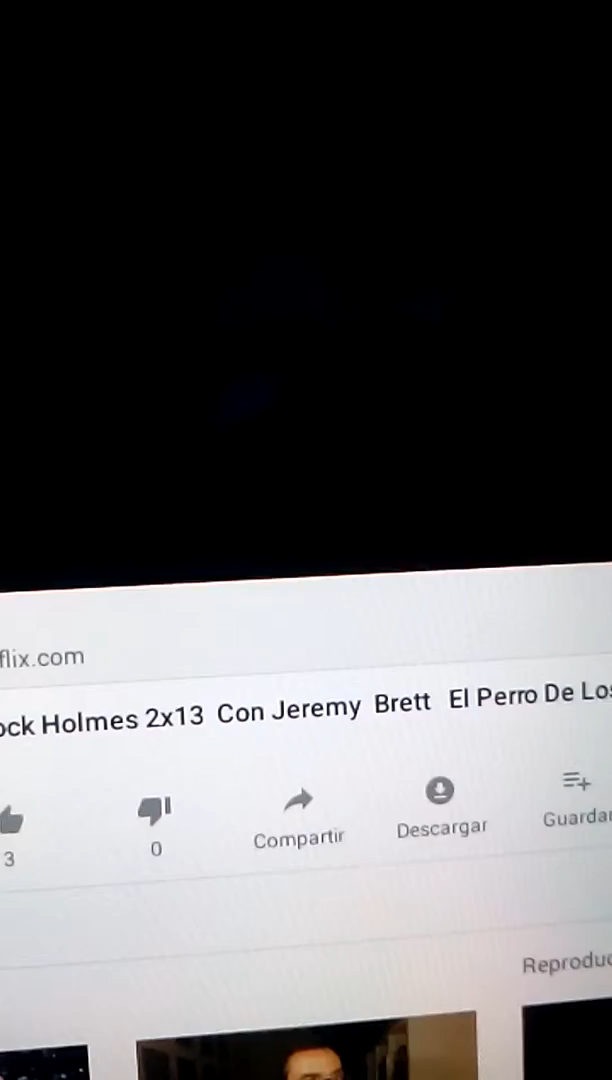 flix.com
ock Holmes 2x13 Con Jeremy Brett El Perro De Los
3 0 Compartir Descargar Guardar
Reproduc